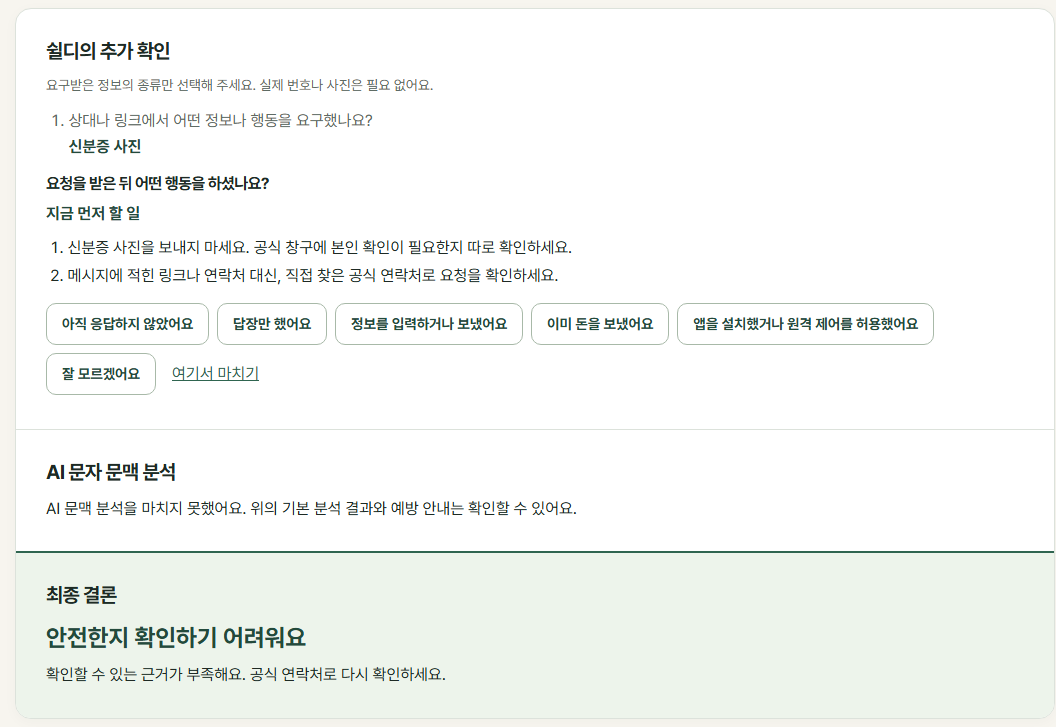 쉴디의 추가 확인
요구받은 정보의 종류만 선택해 주세요. 실제 번호나 사진은 필요 없어요.
1. 상대나 링크에서 어떤 정보나 행동을 요구했나요?
신분증 사진
요청을 받은 뒤 어떤 행동을 하셨나요?
지금 먼저 할 일
1. 신분증 사진을 보내지 마세요. 공식 창구에 본인 확인이 필요한지 따로 확인하세요.
2. 메시지에 적힌 링크나 연락처 대신, 직접 찾은 공식 연락처로 요청을 확인하세요.
아직 응답하지 않았어요 답장만 했어요 정보를 입력하거나 보냈어요 이미 돈을 보냈어요 앱을 설치했거나 원격 제어를 허용했어요
잘 모르겠어요 여기서 마치기
AI 문자 문맥 분석
AI 문맥 분석을 마치지 못했어요. 위의 기본 분석 결과와 예방 안내는 확인할 수 있어요.
최종 결론
안전한지 확인하기 어려워요
확인할 수 있는 근거가 부족해요. 공식 연락처로 다시 확인하세요.